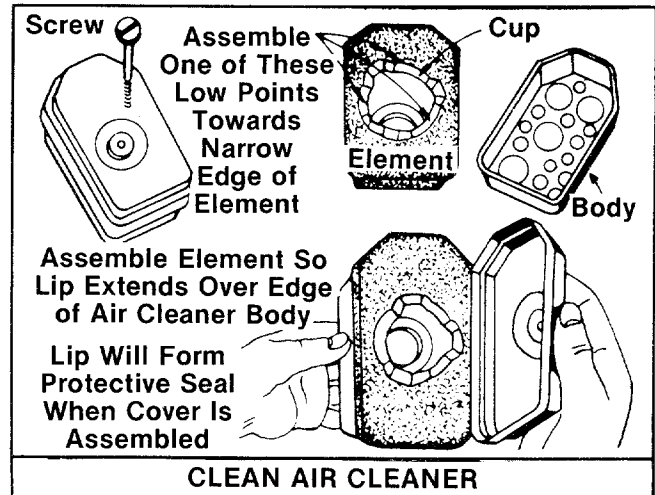 Screw
Assemble
One of These
Low Points
Towards
Narrow
Edge of
Element
Cup
Element
Body
Assemble Element So
Lip Extends Over Edge
of Air Cleaner Body
Lip Will Form
Protective Seal
When Cover Is
Assembled
CLEAN AIR CLEANER